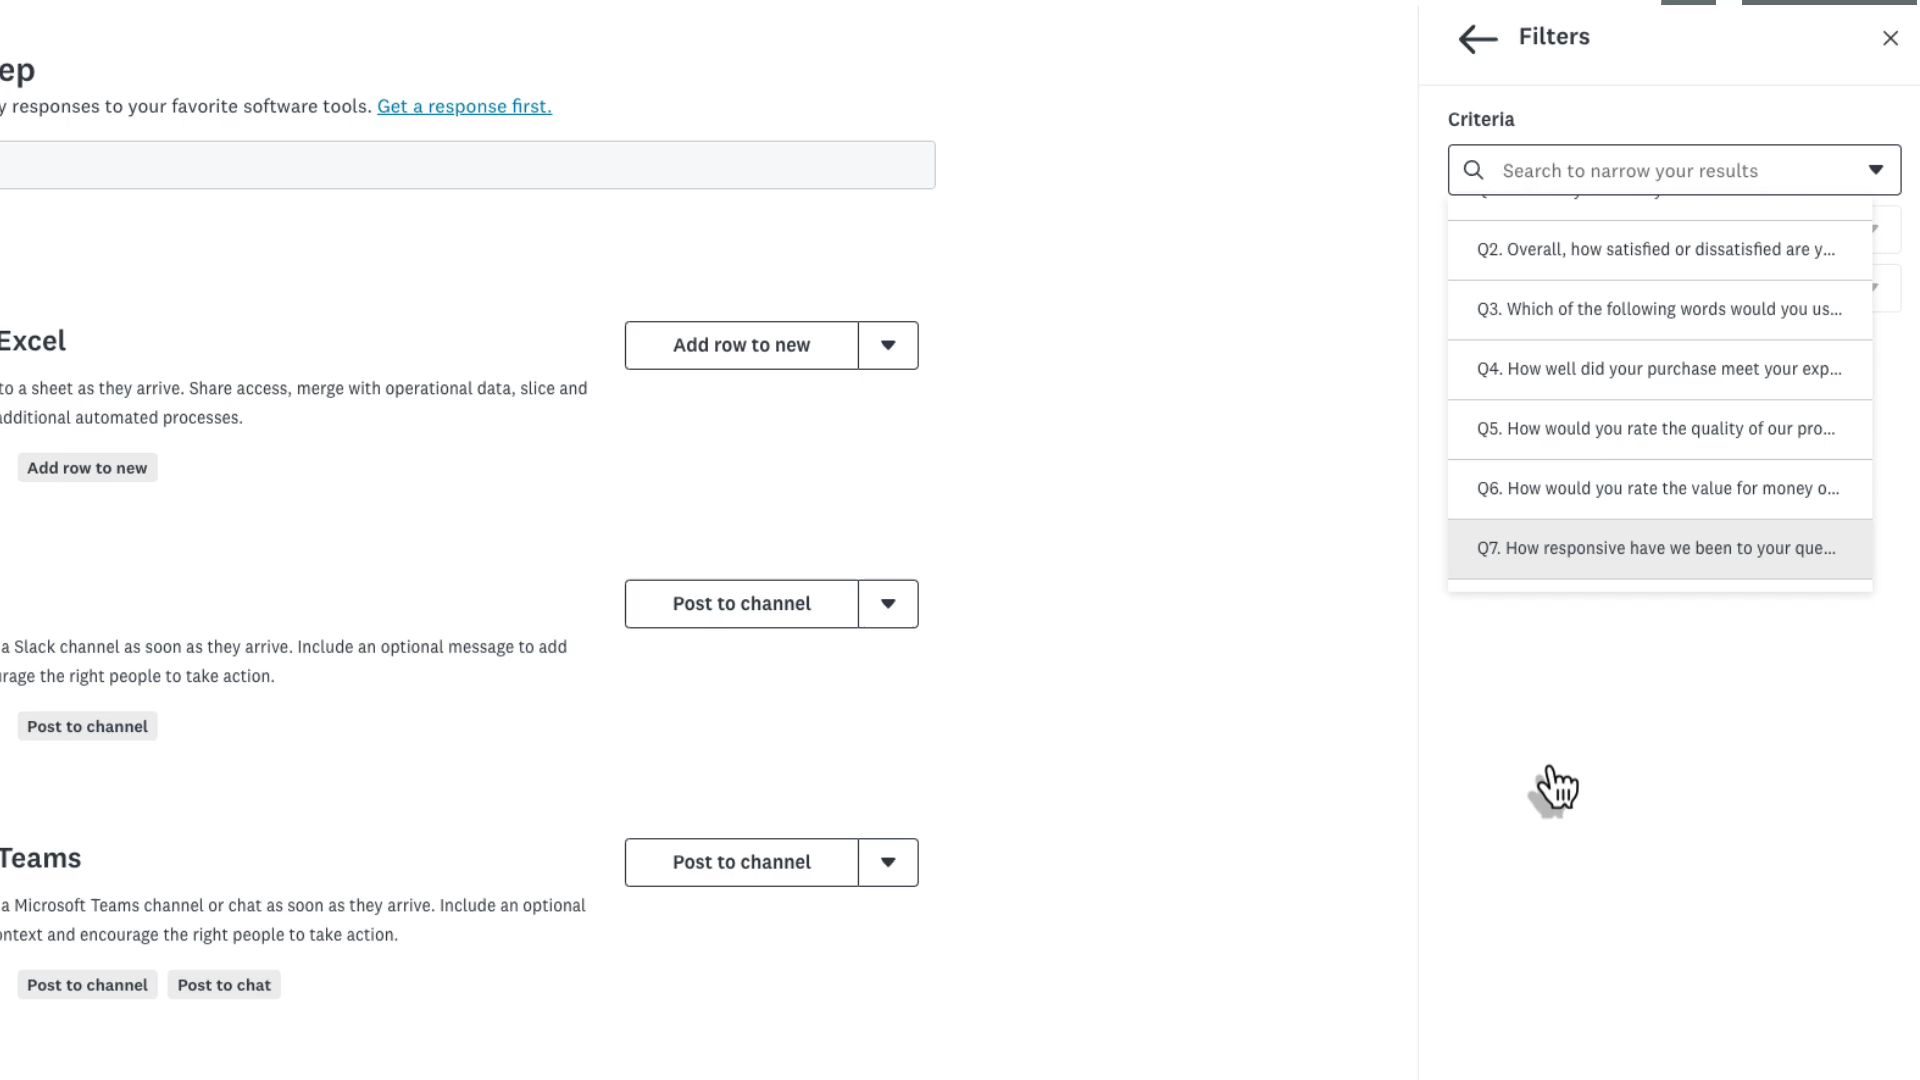 ep
y responses to your favorite software tools. Get a response first.
Excel
to a sheet as they arrive. Share access, merge with operational data, slice and
additional automated processes.
Add row to new
Add row to new
a Slack channel as soon as they arrive. Include an optional message to add
urage the right people to take action.
Post to channel
Post to channel
Teams
a Microsoft Teams channel or chat as soon as they arrive. Include an optional
ontext and encourage the right people to take action.
Post to channel
Post to channel Post to chat
Filters
Criteria
Search to narrow your results
Q2. Overall, how satisfied or dissatisfied are y...
Q3. Which of the following words would you us...
Q4. How well did your purchase meet your exp...
Q5. How would you rate the quality of our pro...
Q6. How would you rate the value for money o...
Q7. How responsive have we been to your que...